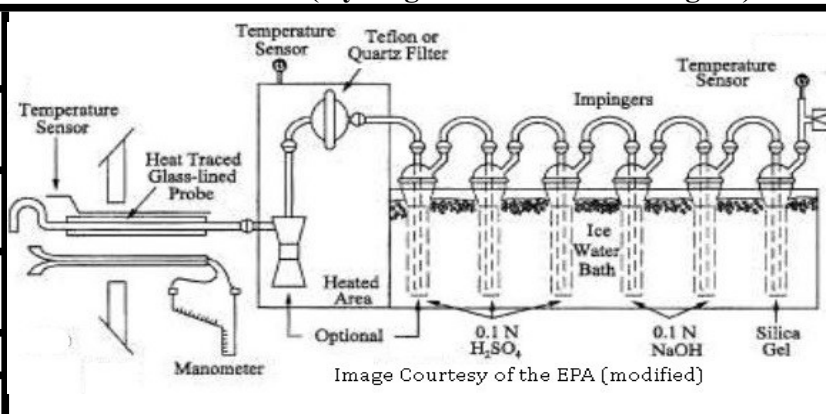 Temperature
Sensor
Teflon or
Quartz Filter
Temperature
Sensor
Impingers
Temperature
Sensor
Heat Traced
Glass-lined
Probe
Ice
Water
Bath
Heated
Area
Optional
0.1 N
H₂SO₄
0.1 N
NaOH
Silica
Gel
Manometer
Image Courtesy of the EPA (modified)